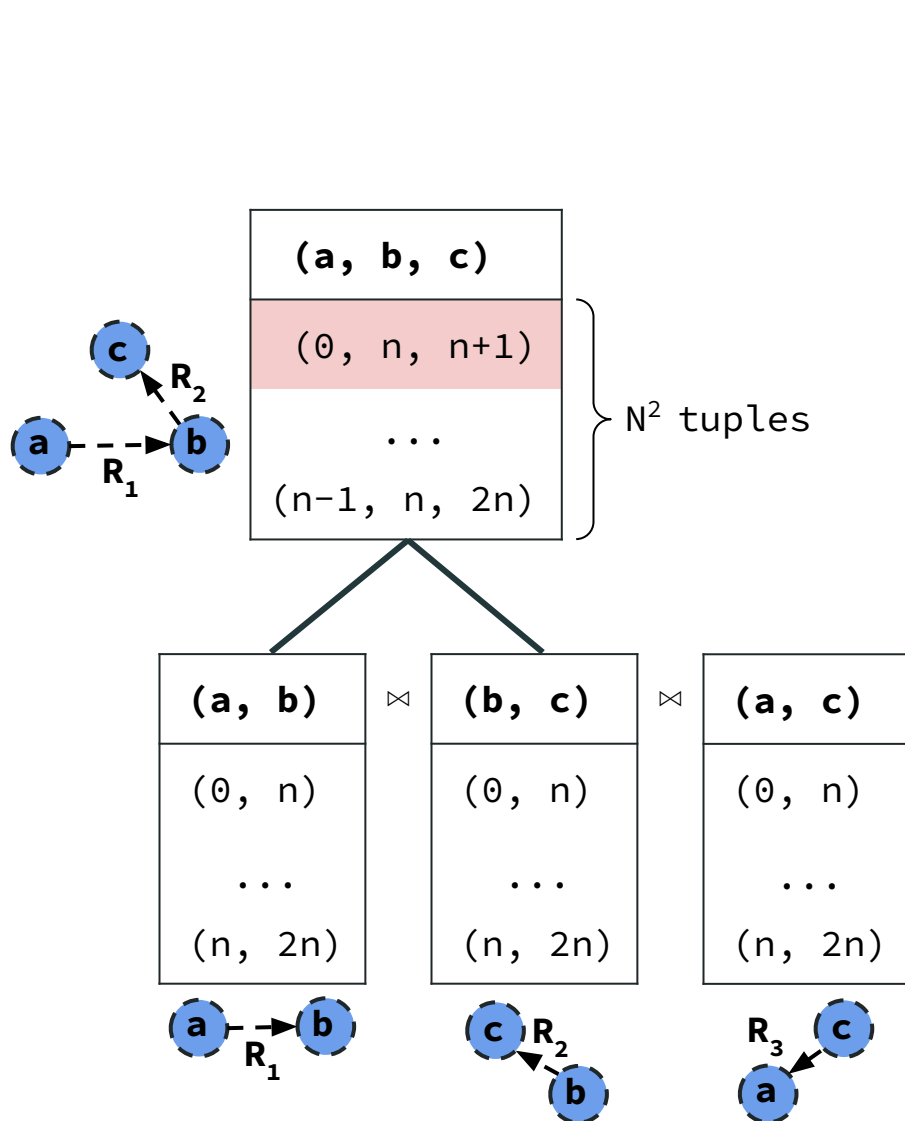 (a, b, c)
(0, n, n+1)
...
(n-1, n, 2n)
N² tuples
c
R₂
a
b
R₁
(a, b) ⋈ (b, c) ⋈ (a, c)
(0, n) (0, n) (0, n)
... ... ...
(n, 2n) (n, 2n) (n, 2n)
a b
R₁
c R₂
b
R₃ c
a